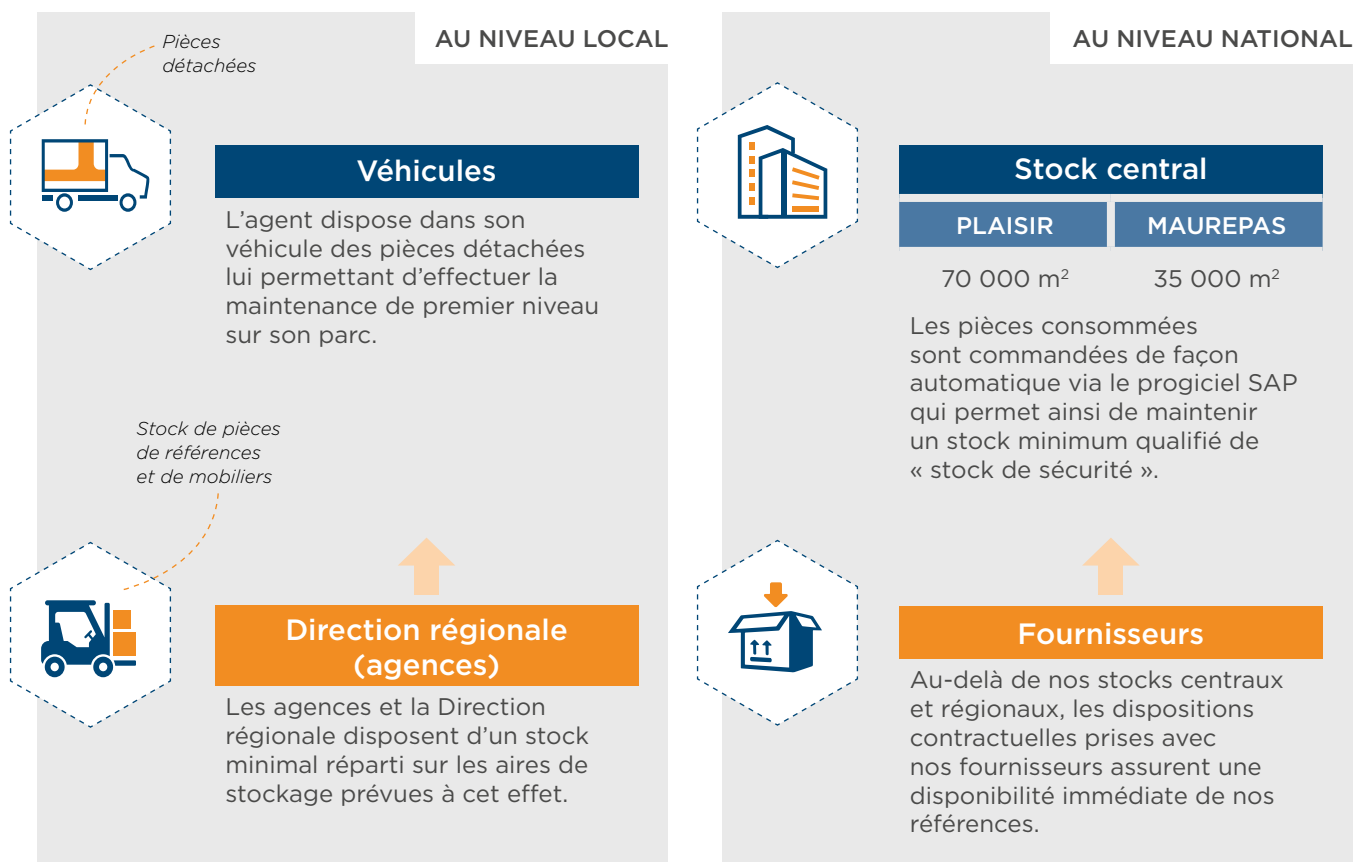 AU NIVEAU LOCAL
Pièces
détachées
Véhicules
L’agent dispose dans son
véhicule des pièces détachées
lui permettant d’effectuer la
maintenance de premier niveau
sur son parc.
Stock de pièces
de références
et de mobiliers
Direction régionale
(agences)
Les agences et la Direction
régionale disposent d’un stock
minimal réparti sur les aires de
stockage prévues à cet effet.
AU NIVEAU NATIONAL
Stock central
PLAISIR MAUREPAS
70 000 m² 35 000 m²
Les pièces consommées
sont commandées de façon
automatique via le progiciel SAP
qui permet ainsi de maintenir
un stock minimum qualifié de
« stock de sécurité ».
Fournisseurs
Au-delà de nos stocks centraux
et régionaux, les dispositions
contractuelles prises avec
nos fournisseurs assurent une
disponibilité immédiate de nos
références.